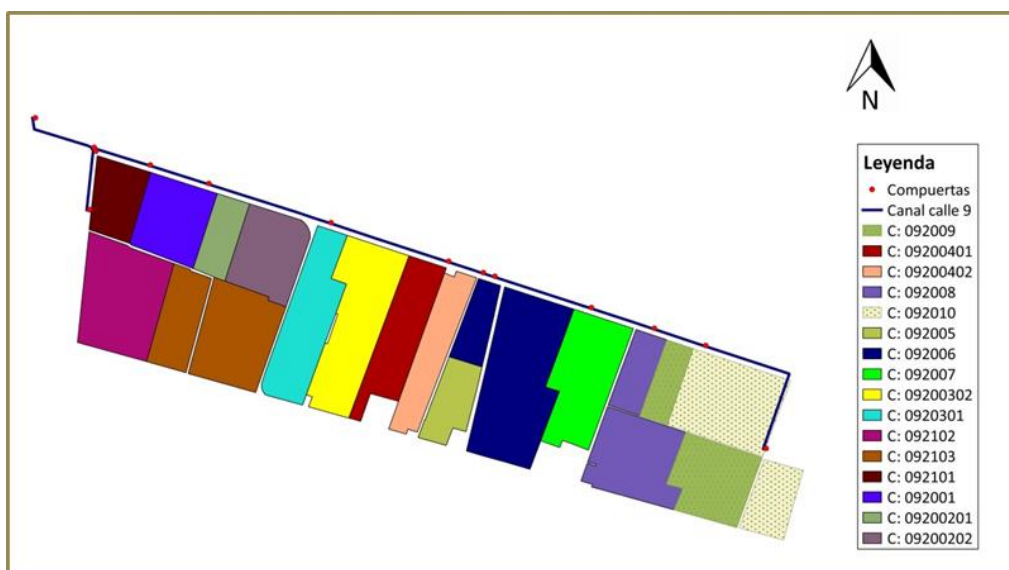 N
Leyenda
Compuertas
Canal calle 9
C: 092009
C: 09200401
C: 09200402
C: 092008
C: 092010
C: 092005
C: 092006
C: 092007
C: 09200302
C: 0920301
C: 092102
C: 092103
C: 092101
C: 092001
C: 09200201
C: 09200202